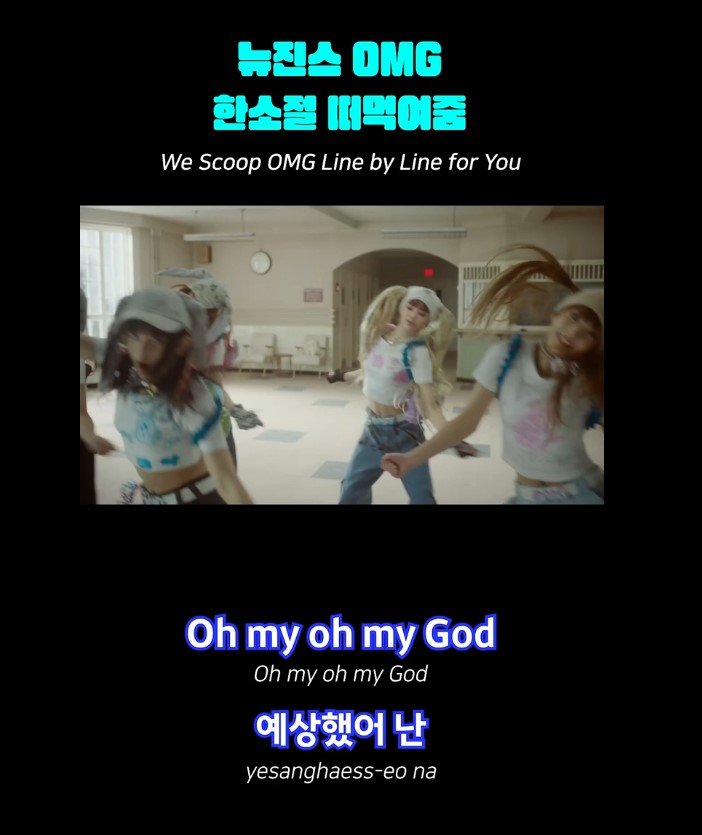 뉴진스 OMG
한소절 떠먹여줌
We Scoop OMG Line by Line for You
Oh my oh my God
Oh my oh my God
예상했어 난
yesanghaess-eo na